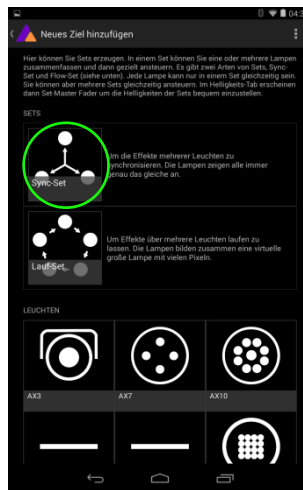 04:3
Neues Ziel hinzufügen
Hier können Sie Sets erzeugen. In einem Set können Sie eine oder mehrere Lampen
zusammenfassen und dann gezielt ansteuern. Es gibt zwei Arten von Sets, Sync-
Set und Flow-Set (siehe unten). Jede Lampe kann nur in einem Set gleichzeitig sein.
Sie können aber mehrere Sets gleichzeitig ansteuern. Im Helligkeits-Tab erscheinen
dann Set-Master Fader um die Helligkeiten der Sets bequem einzustellen.
SETS
Um die Effekte mehrerer Leuchten zu
synchronisieren. Die Lampen zeigen alle immer
genau das gleiche an.
Sync-Set
Um Effekte über mehrere Leuchten laufen zu
lassen. Die Lampen bilden zusammen eine virtuelle
große Lampe mit vielen Pixeln.
Lauf-Set
LEUCHTEN
AX3 AX7 AX10